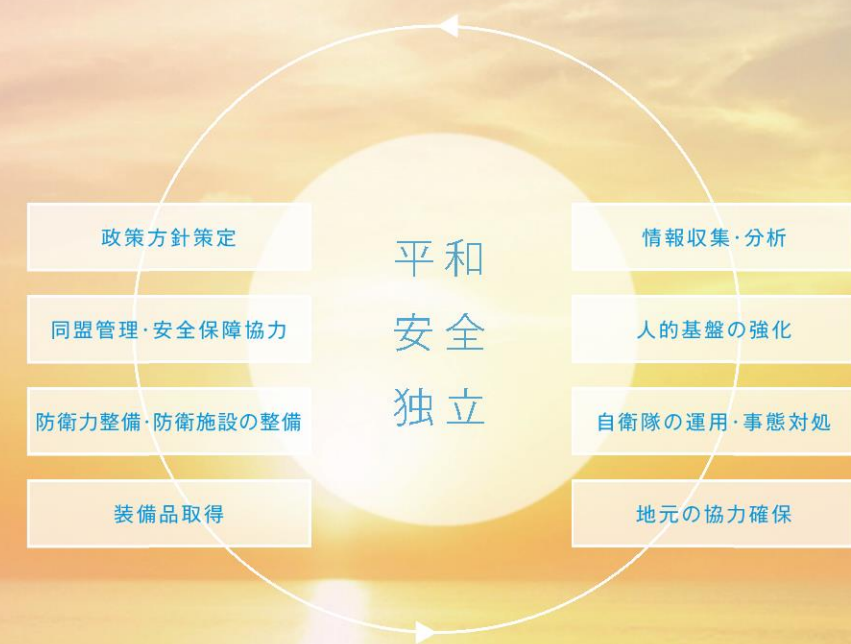 政策方針策定
同盟管理･安全保障協力
防衛力整備･防衛施設の整備
装備品取得
平和
安全
独立
情報収集･分析
人的基盤の強化
自衛隊の運用･事態対処
地元の協力確保